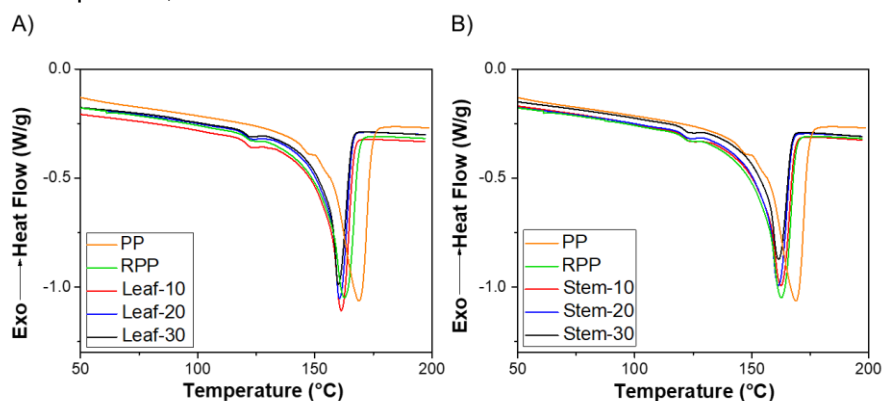 A)
0.0
-0.5
-1.0
50
100
150
200
Exo → Heat Flow (W/g)
Temperature (°C)
PP
RPP
Leaf-10
Leaf-20
Leaf-30
B)
0.0
-0.5
-1.0
50
100
150
200
Exo → Heat Flow (W/g)
Temperature (°C)
PP
RPP
Stem-10
Stem-20
Stem-30